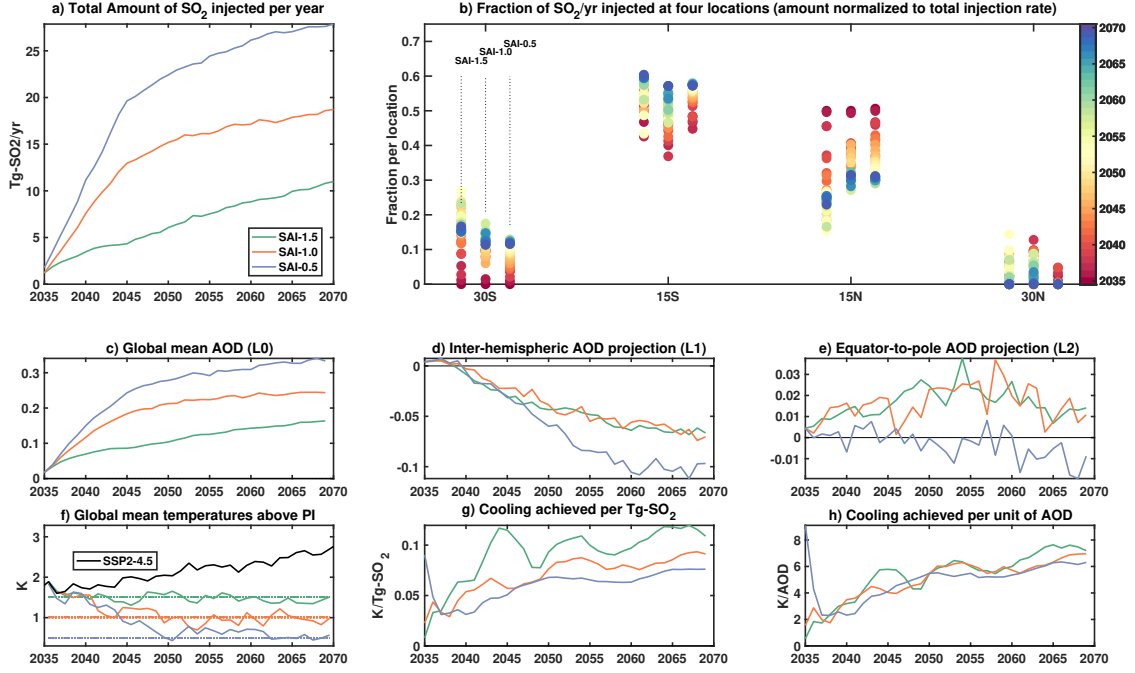 a) Total Amount of SO2 injected per year
Tg-SO2/yr
25
20
15
10
5
0
2035 2040 2045 2050 2055 2060 2065 2070
SAI-1.5
SAI-1.0
SAI-0.5
b) Fraction of SO2/yr injected at four locations (amount normalized to total injection rate)
Fraction per location
0.7
0.6
0.5
0.4
0.3
0.2
0.1
0
SAI-0.5
SAI-1.0
SAI-1.5
30S 15S 15N 30N
2070
2060
2055
2050
2045
2040
2035
c) Global mean AOD (L0)
0.3
0.2
0.1
0
2035 2040 2045 2050 2055 2060 2065 2070
d) Inter-hemispheric AOD projection (L1)
0
-0.05
-0.1
2035 2040 2045 2050 2055 2060 2065 2070
e) Equator-to-pole AOD projection (L2)
0.03
0.02
0.01
0
-0.01
2035 2040 2045 2050 2055 2060 2065 2070
f) Global mean temperatures above PI
K
3
2
1
SSP2-4.5
2035 2040 2045 2050 2055 2060 2065 2070
g) Cooling achieved per Tg-SO2
K/Tg-SO2
0.1
0.05
0
2035 2040 2045 2050 2055 2060 2065 2070
h) Cooling achieved per unit of AOD
K/AOD
8
6
4
2
0
2035 2040 2045 2050 2055 2060 2065 2070